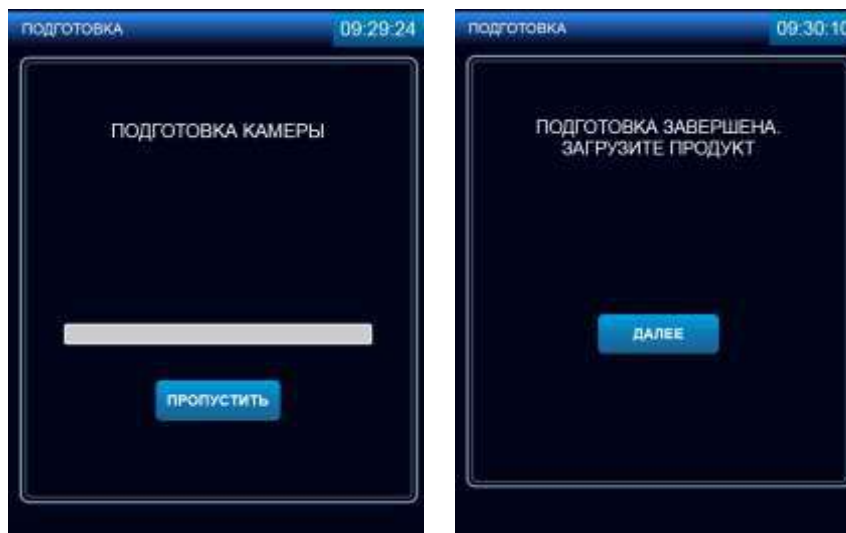 ПОДГОТОВКА 09:29:24
ПОДГОТОВКА КАМЕРЫ
ПРОПУСТИТЬ
ПОДГОТОВКА 09:30:10
ПОДГОТОВКА ЗАВЕРШЕНА.
ЗАГРУЗИТЕ ПРОДУКТ
ДАЛЕЕ